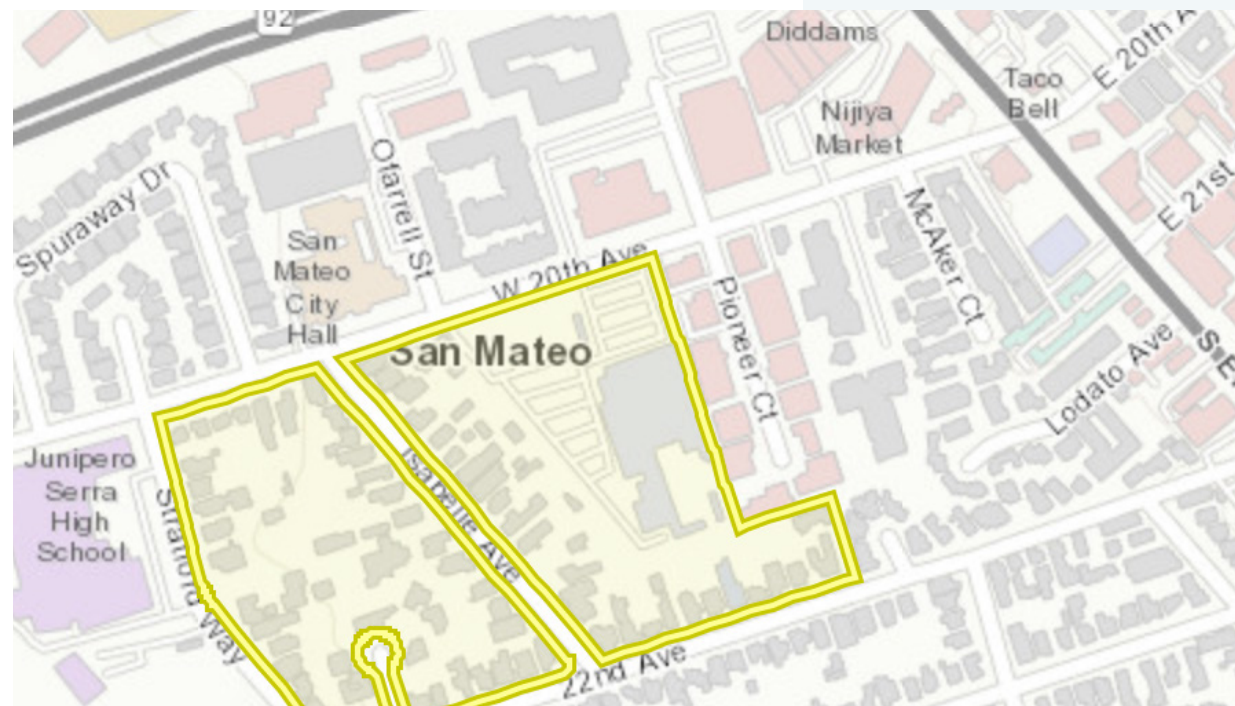 92
Diddams
E 20th A
Taco
Bell
Nijiya
Market
Ofarrell St
Spuraway Dr
E 21st
McAker Ct
San
Mateo
City
Hall
W 20th Ave
Pioneer Ct
San Mateo
Lodato Ave
S E
Junipero
Serra
High
School
Isabelle Ave
Stratford Way
22nd Ave